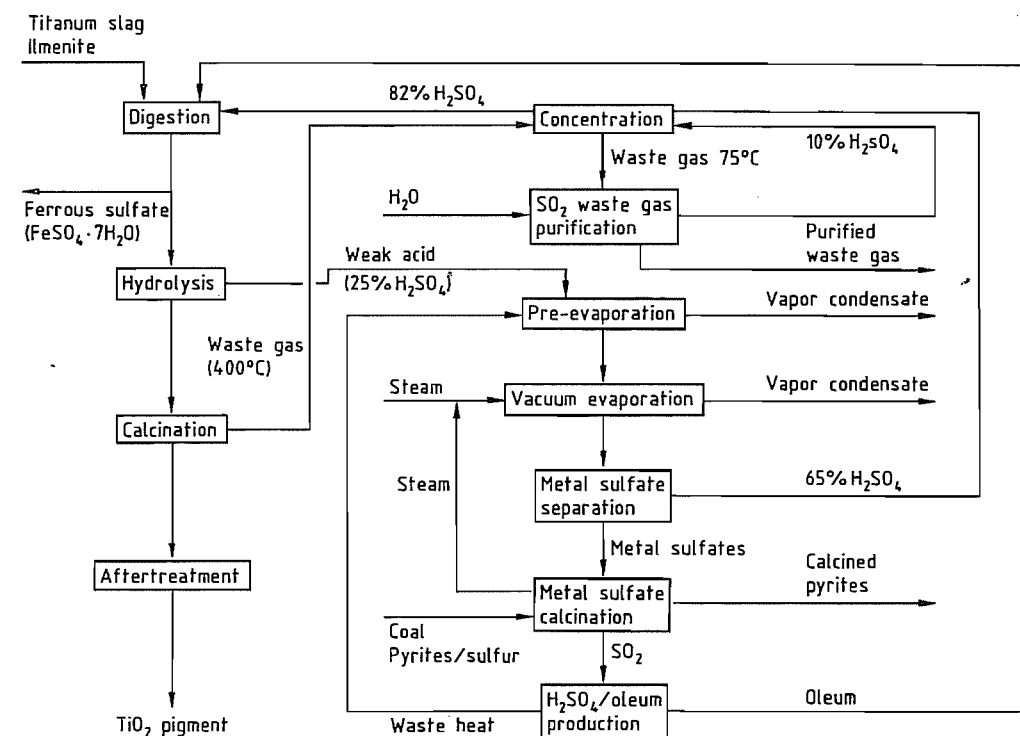 Titanum slag
Ilmenite
82% H₂SO₄
Digestion
Concentration
10% H₂sO₄
Waste gas 75°C
H₂O
SO₂ waste gas
purification
Ferrous sulfate
(FeSO₄·7H₂O)
Purified
waste gas
Weak acid
(25% H₂SO₄)
Hydrolysis
Vapor condensate
Pre-evaporation
Waste gas
(400°C)
Steam
Vapor condensate
Vacuum evaporation
Calcination
Steam
Metal sulfate
separation
65% H₂SO₄
Metal sulfates
Aftertreatment
Calcined
pyrites
Metal sulfate
calcination
Coal
Pyrites/sulfur
SO₂
H₂SO₄/oleum
production
Oleum
Waste heat
TiO₂ pigment